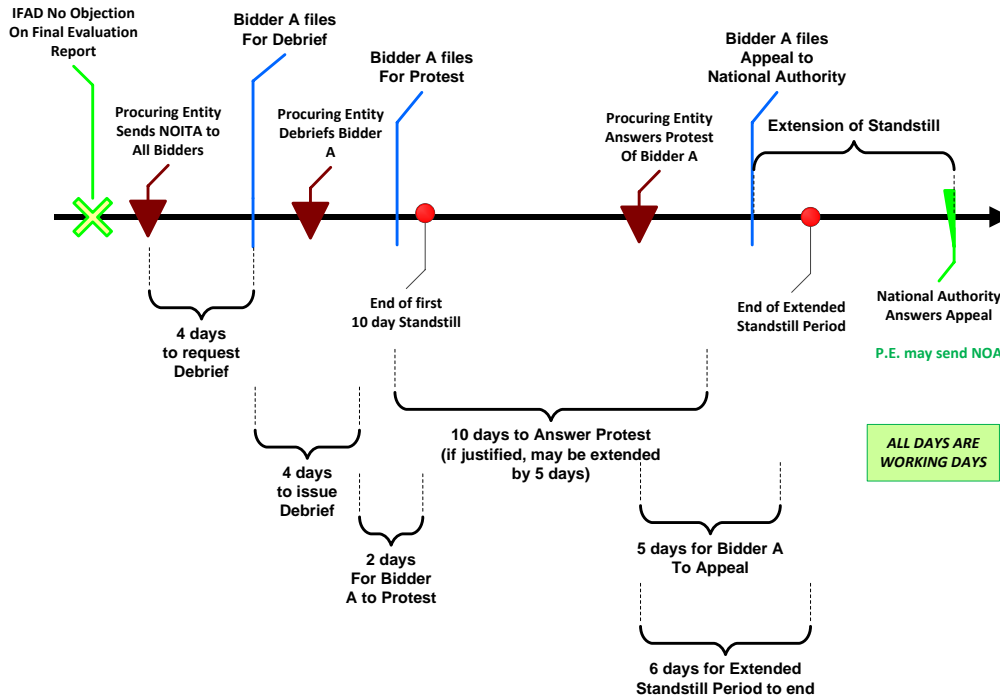 IFAD No Objection
On Final Evaluation
Report
Bidder A files
For Debrief
Bidder A files
For Protest
Bidder A files
Appeal to
National Authority
Procuring Entity
Sends NOITA to
All Bidders
Procuring Entity
Debriefs Bidder
A
Procuring Entity
Answers Protest
Of Bidder A
Extension of Standstill
End of first
10 day Standstill
End of Extended
Standstill Period
National Authority
Answers Appeal
P.E. may send NOA
4 days
to request
Debrief
4 days
to issue
Debrief
2 days
For Bidder
A to Protest
10 days to Answer Protest
(if justified, may be extended
by 5 days)
ALL DAYS ARE
WORKING DAYS
5 days for Bidder A
To Appeal
6 days for Extended
Standstill Period to end